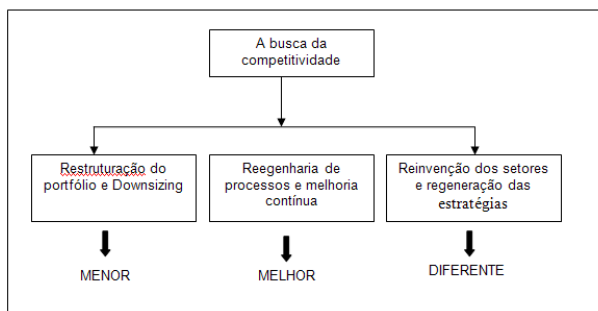 A busca da
competitividade
Restruturação do
portfólio e Downsizing
Reegenharia de
processos e melhoria
contínua
Reinvenção dos setores
e regeneração das
estratégias
MENOR
MELHOR
DIFERENTE